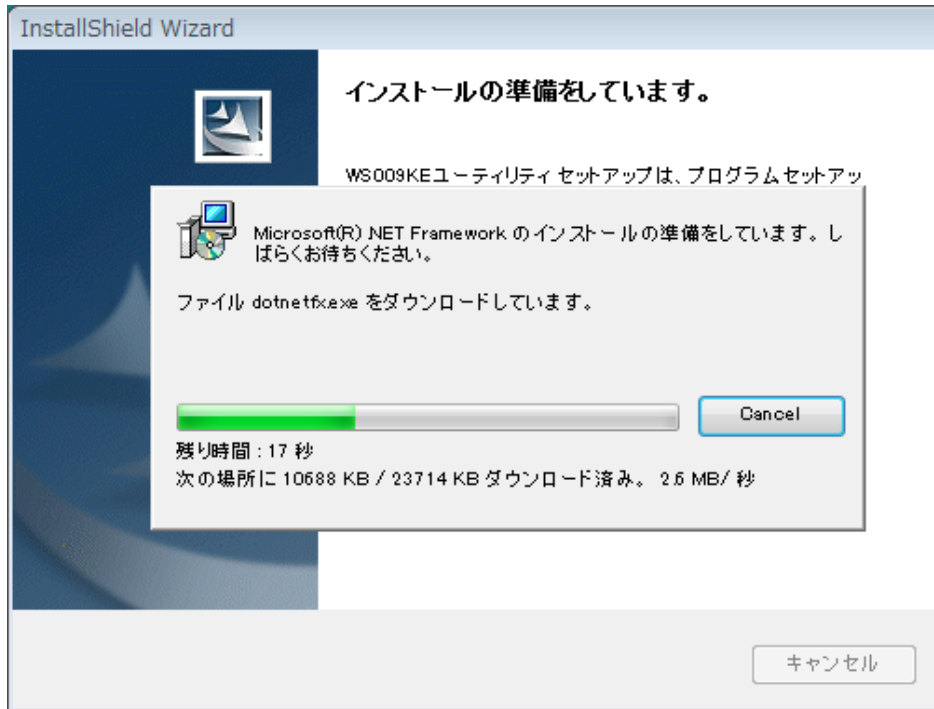 InstallShield Wizard
インストールの準備をしています。
WS009KEユーティリティ セットアップは、プログラムセットアッ
Microsoft(R) .NET Framework のインストールの準備をしています。し
ばらくお待ちください。
ファイル dotnetfx.exe をダウンロードしています。
Cancel
残り時間 : 17 秒
次の場所に 10688 KB / 23714 KB ダウンロード済み。 2.6 MB/ 秒
キャンセル